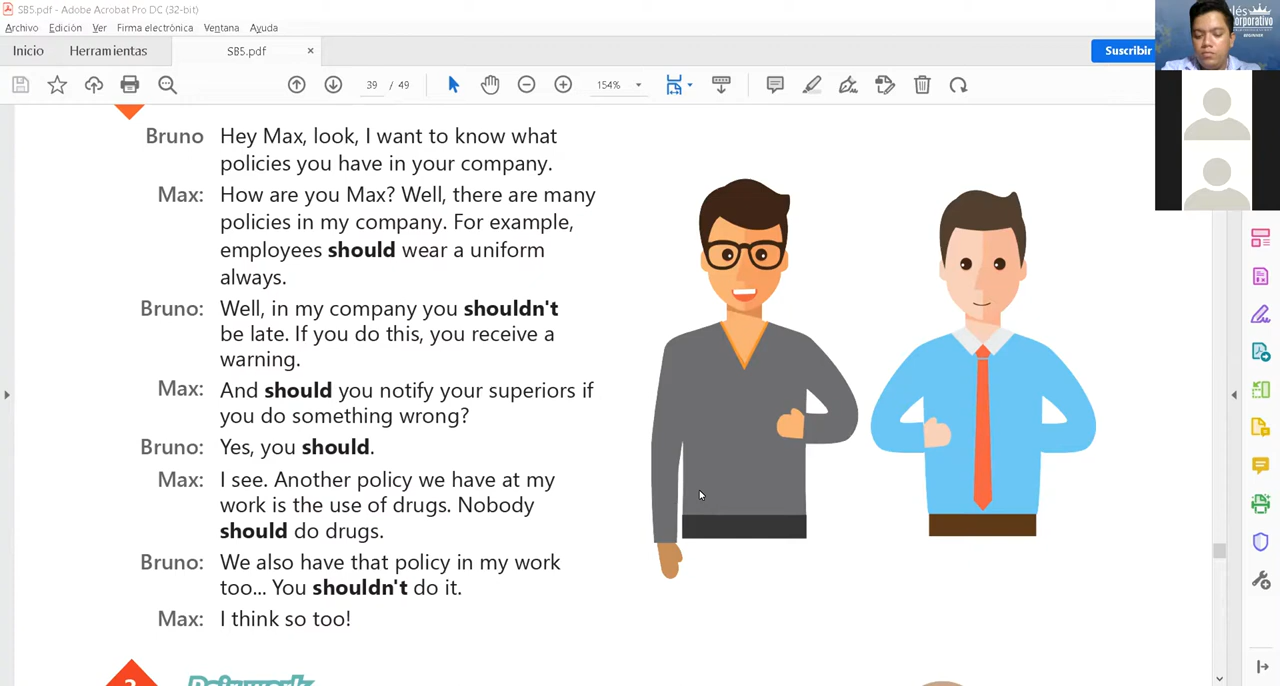 SB5.pdf - Adobe Acrobat Pro DC (32-bit)
Archivo Edición Ver Firma electrónica Ventana Ayuda
Inicio Herramientas SB5.pdf × Suscribir
39 / 49 154%
Bruno Hey Max, look, I want to know what
policies you have in your company.
Max: How are you Max? Well, there are many
policies in my company. For example,
employees should wear a uniform
always.
Bruno: Well, in my company you shouldn't
be late. If you do this, you receive a
warning.
Max: And should you notify your superiors if
you do something wrong?
Bruno: Yes, you should.
Max: I see. Another policy we have at my
work is the use of drugs. Nobody
should do drugs.
Bruno: We also have that policy in my work
too... You shouldn't do it.
Max: I think so too!
2 Pair work